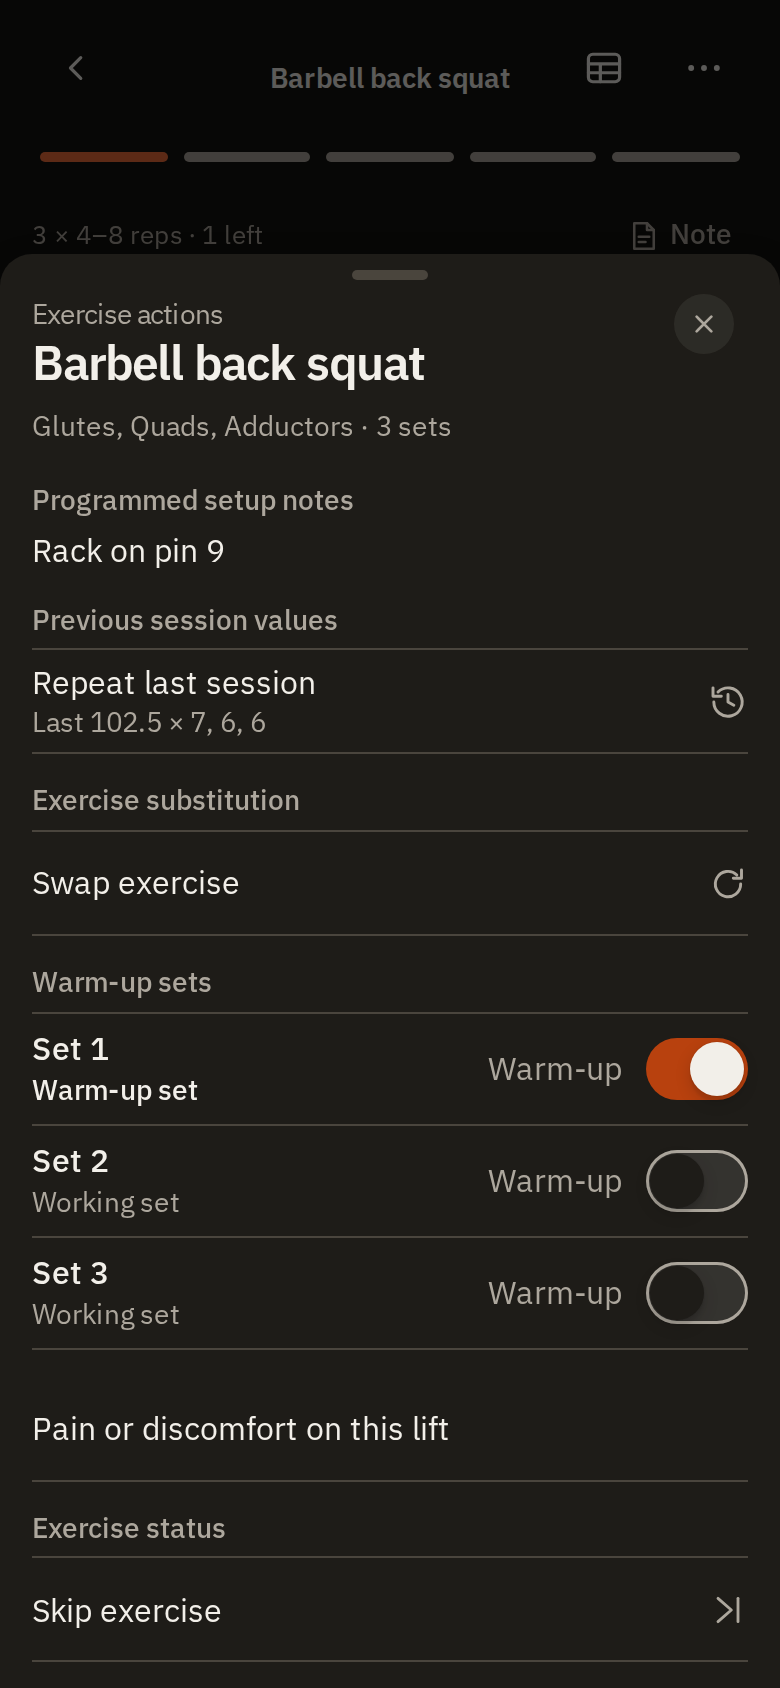 Barbell back squat
3 × 4–8 reps · 1 left
Note
Exercise actions
Barbell back squat
Glutes, Quads, Adductors · 3 sets
Programmed setup notes
Rack on pin 9
Previous session values
Repeat last session
Last 102.5 × 7, 6, 6
Exercise substitution
Swap exercise
Warm-up sets
Set 1
Warm-up set
Warm-up
Set 2
Working set
Warm-up
Set 3
Working set
Warm-up
Pain or discomfort on this lift
Exercise status
Skip exercise